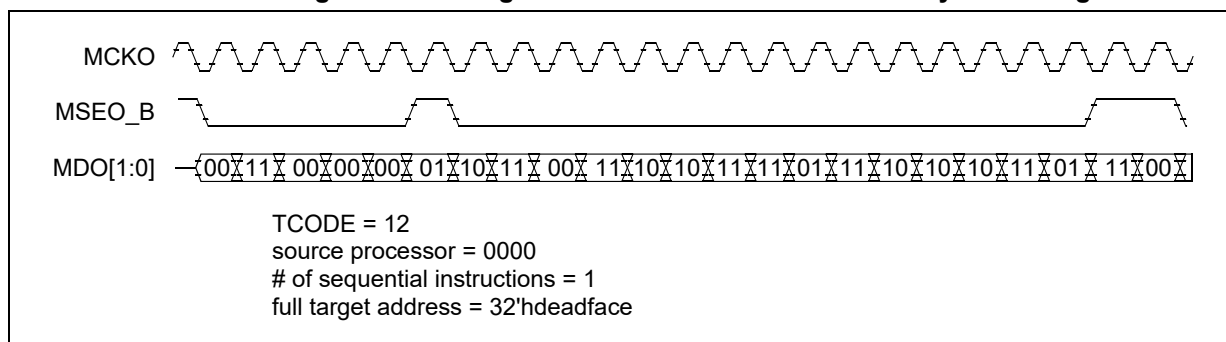 MCKO
MSEO_B
MDO[1:0] 00 11 00 00 00 01 10 11 00 11 10 10 11 11 01 11 10 10 10 11 01 11 00
TCODE = 12
source processor = 0000
# of sequential instructions = 1
full target address = 32'hdeadface